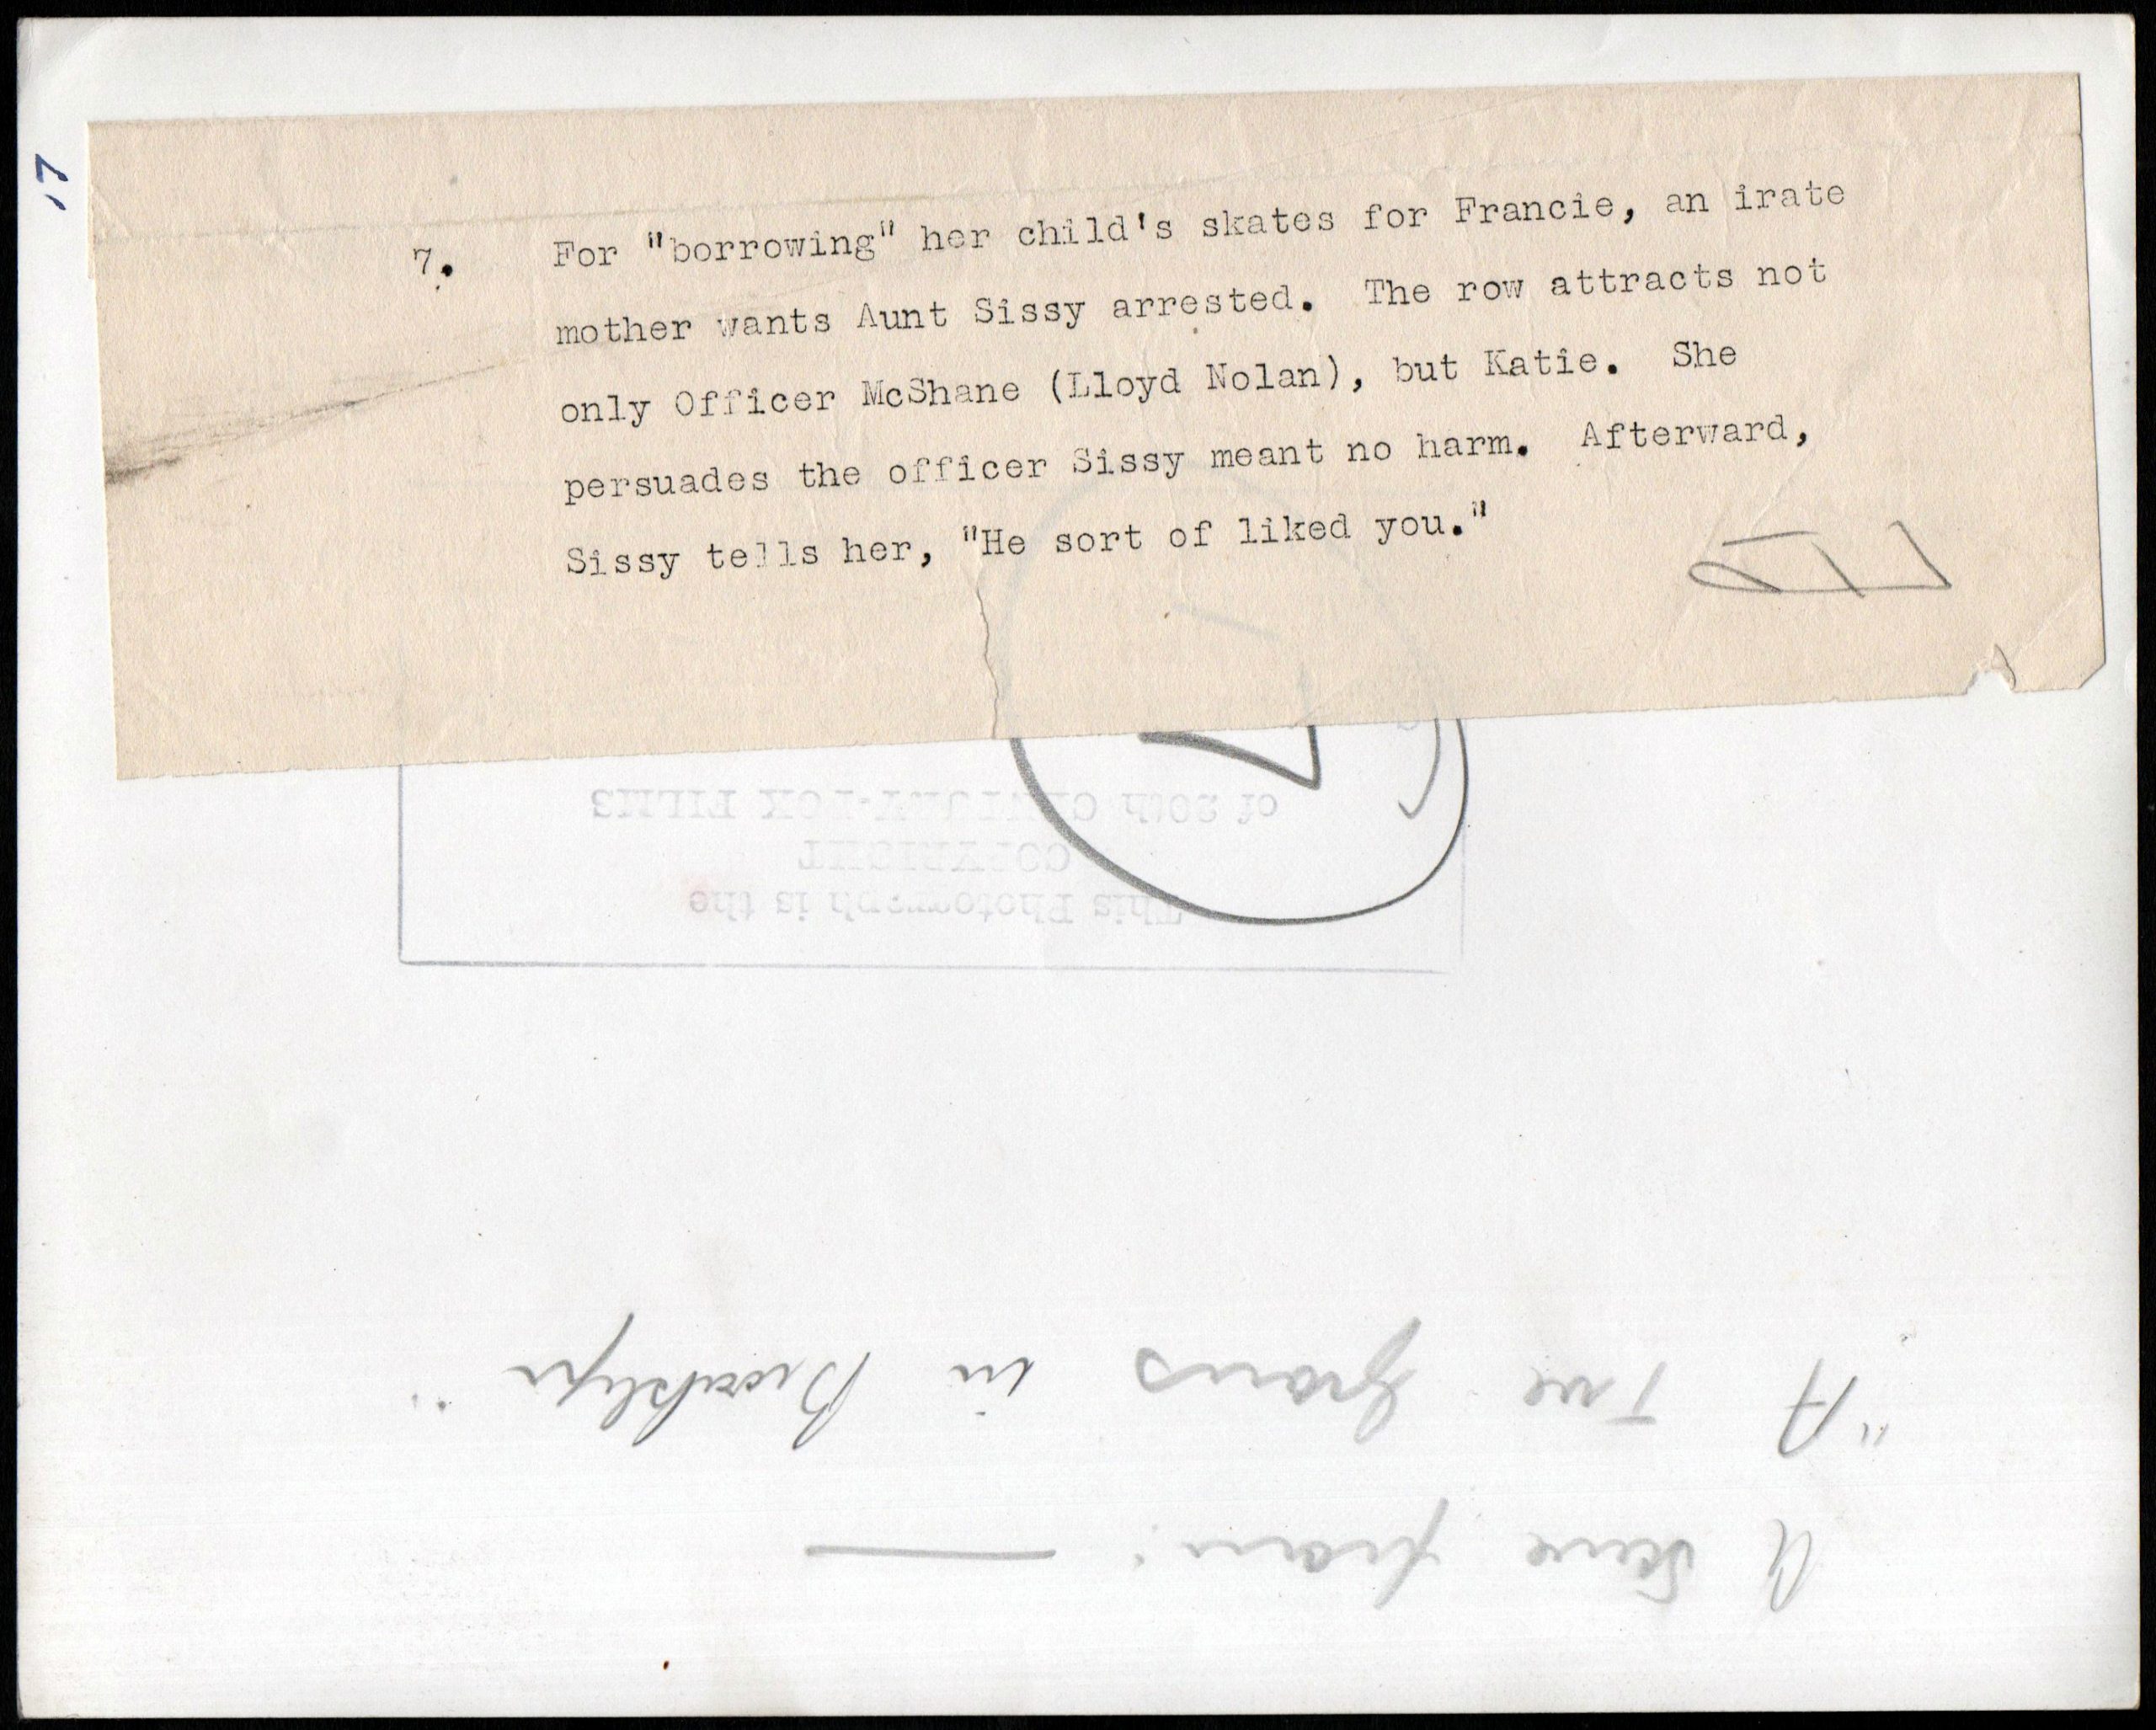 7. For "borrowing" her child's skates for Francie, an irate
mother wants Aunt Sissy arrested. The row attracts not
only Officer McShane (Lloyd Nolan), but Katie. She
persuades the officer Sissy meant no harm. Afterward,
Sissy tells her, "He sort of liked you."
This Photograph is the
COPYRIGHT
of 20th CENTURY-FOX FILMS
A Scene from:
"A Tree Grows in Brooklyn"
17